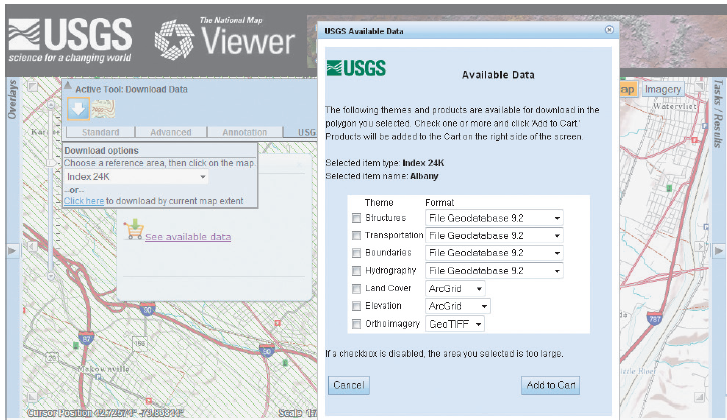 USGS
science for a changing world
The National Map
Viewer
Overlays
Active Tool: Download Data
Standard Advanced Annotation USG
Download options
Choose a reference area, then click on the map.
Index 24K
--or--
Click here to download by current map extent
See available data
90
87
90
Cursor Position 42.72574° -73.80384°
Scale
USGS Available Data
USGS
Available Data
The following themes and products are available for download in the
polygon you selected. Check one or more and click 'Add to Cart.'
Products will be added to the Cart on the right side of the screen.
Selected item type: Index 24K
Selected item name: Albany
Theme Format
Structures File Geodatabase 9.2
Transportation File Geodatabase 9.2
Boundaries File Geodatabase 9.2
Hydrography File Geodatabase 9.2
Land Cover ArcGrid
Elevation ArcGrid
Orthoimagery GeoTIFF
If a checkbox is disabled, the area you selected is too large.
Cancel Add to Cart
ap Imagery
Watervliet
787
Tasks / Results